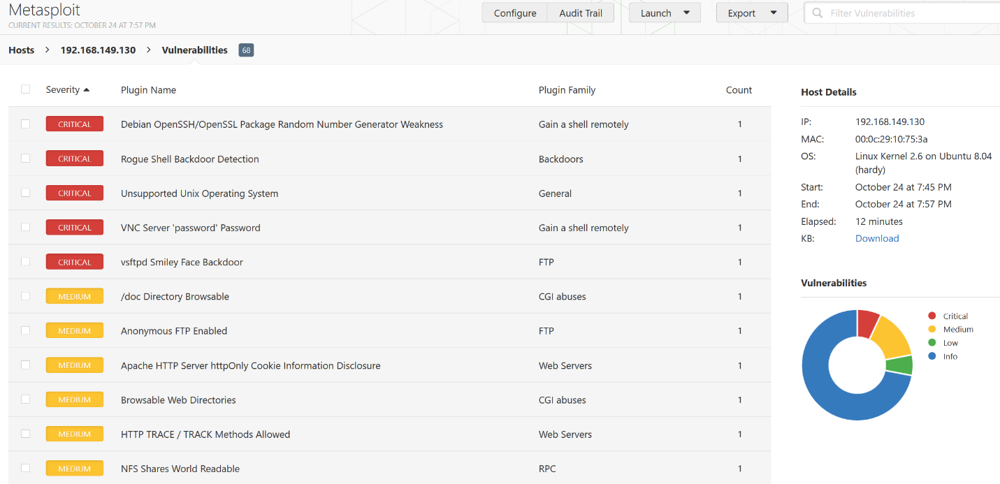 Metasploit
CURRENT RESULTS: OCTOBER 24 AT 7:57 PM
Configure Audit Trail Launch Export Filter Vulnerabilities
Hosts > 192.168.149.130 > Vulnerabilities 68
Severity Plugin Name Plugin Family Count
CRITICAL Debian OpenSSH/OpenSSL Package Random Number Generator Weakness Gain a shell remotely 1
CRITICAL Rogue Shell Backdoor Detection Backdoors 1
CRITICAL Unsupported Unix Operating System General 1
CRITICAL VNC Server 'password' Password Gain a shell remotely 1
CRITICAL vsftpd Smiley Face Backdoor FTP 1
MEDIUM /doc Directory Browsable CGI abuses 1
MEDIUM Anonymous FTP Enabled FTP 1
MEDIUM Apache HTTP Server httpOnly Cookie Information Disclosure Web Servers 1
MEDIUM Browsable Web Directories CGI abuses 1
MEDIUM HTTP TRACE / TRACK Methods Allowed Web Servers 1
MEDIUM NFS Shares World Readable RPC 1
Host Details
IP: 192.168.149.130
MAC: 00:0c:29:10:75:3a
OS: Linux Kernel 2.6 on Ubuntu 8.04
(hardy)
Start: October 24 at 7:45 PM
End: October 24 at 7:57 PM
Elapsed: 12 minutes
KB: Download
Vulnerabilities
Critical
Medium
Low
Info